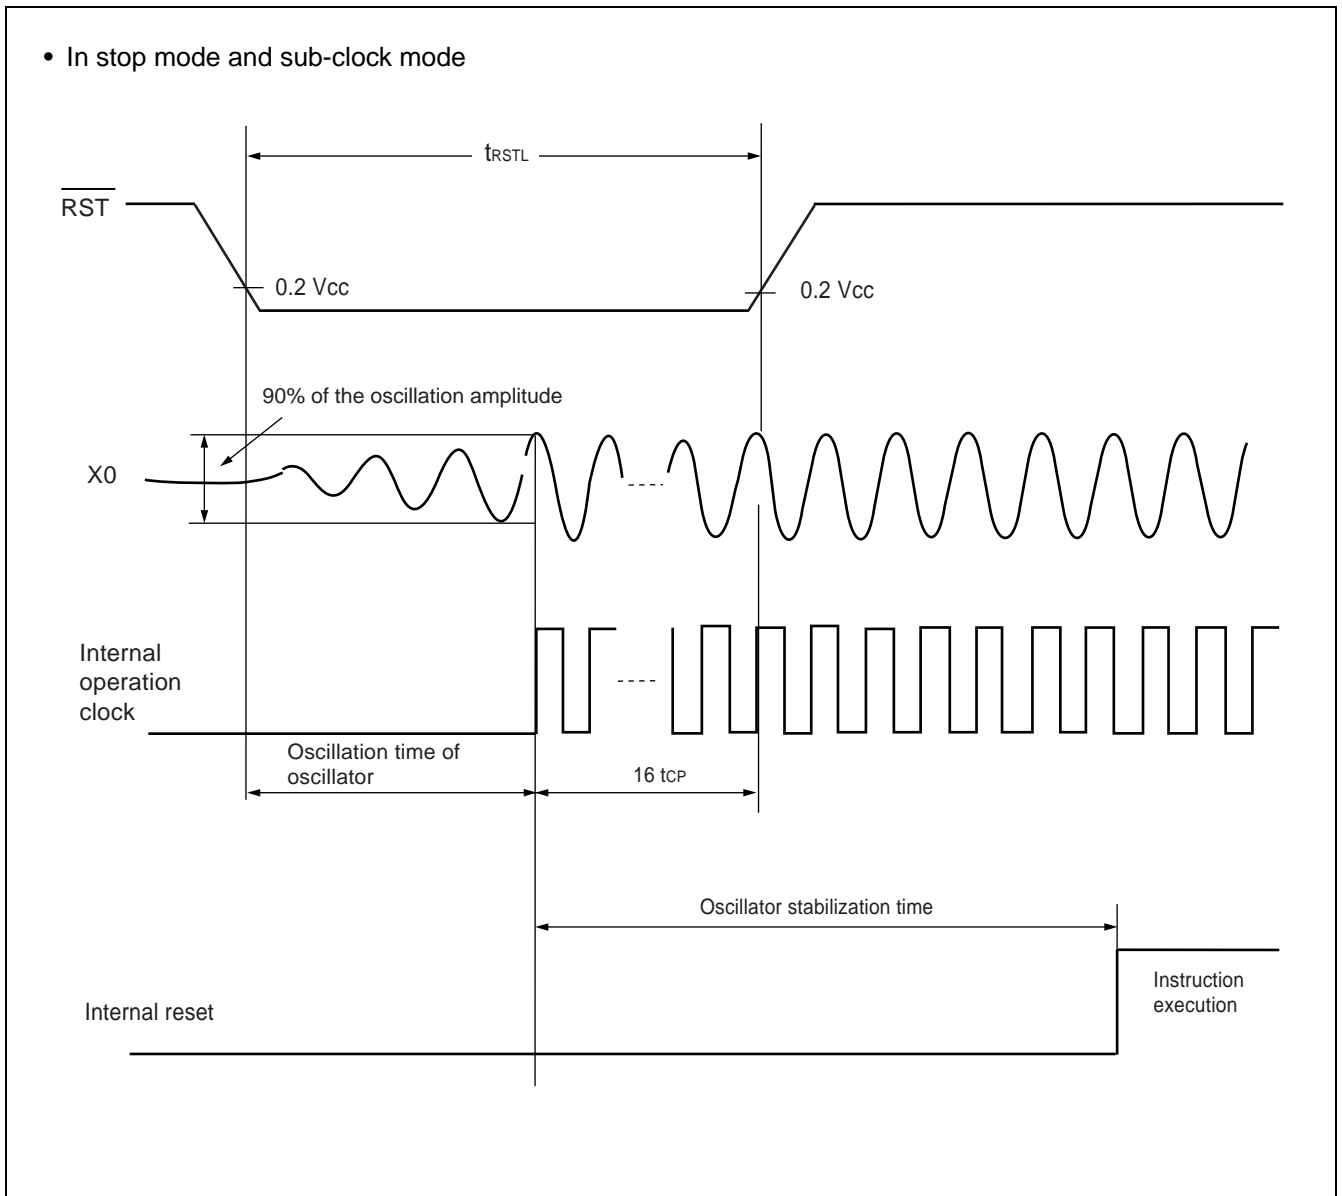 • In stop mode and sub-clock mode
tRSTL
RST
0.2 Vcc
0.2 Vcc
90% of the oscillation amplitude
X0
Internal
operation
clock
Oscillation time of
oscillator
16 tCP
Oscillator stabilization time
Instruction
execution
Internal reset